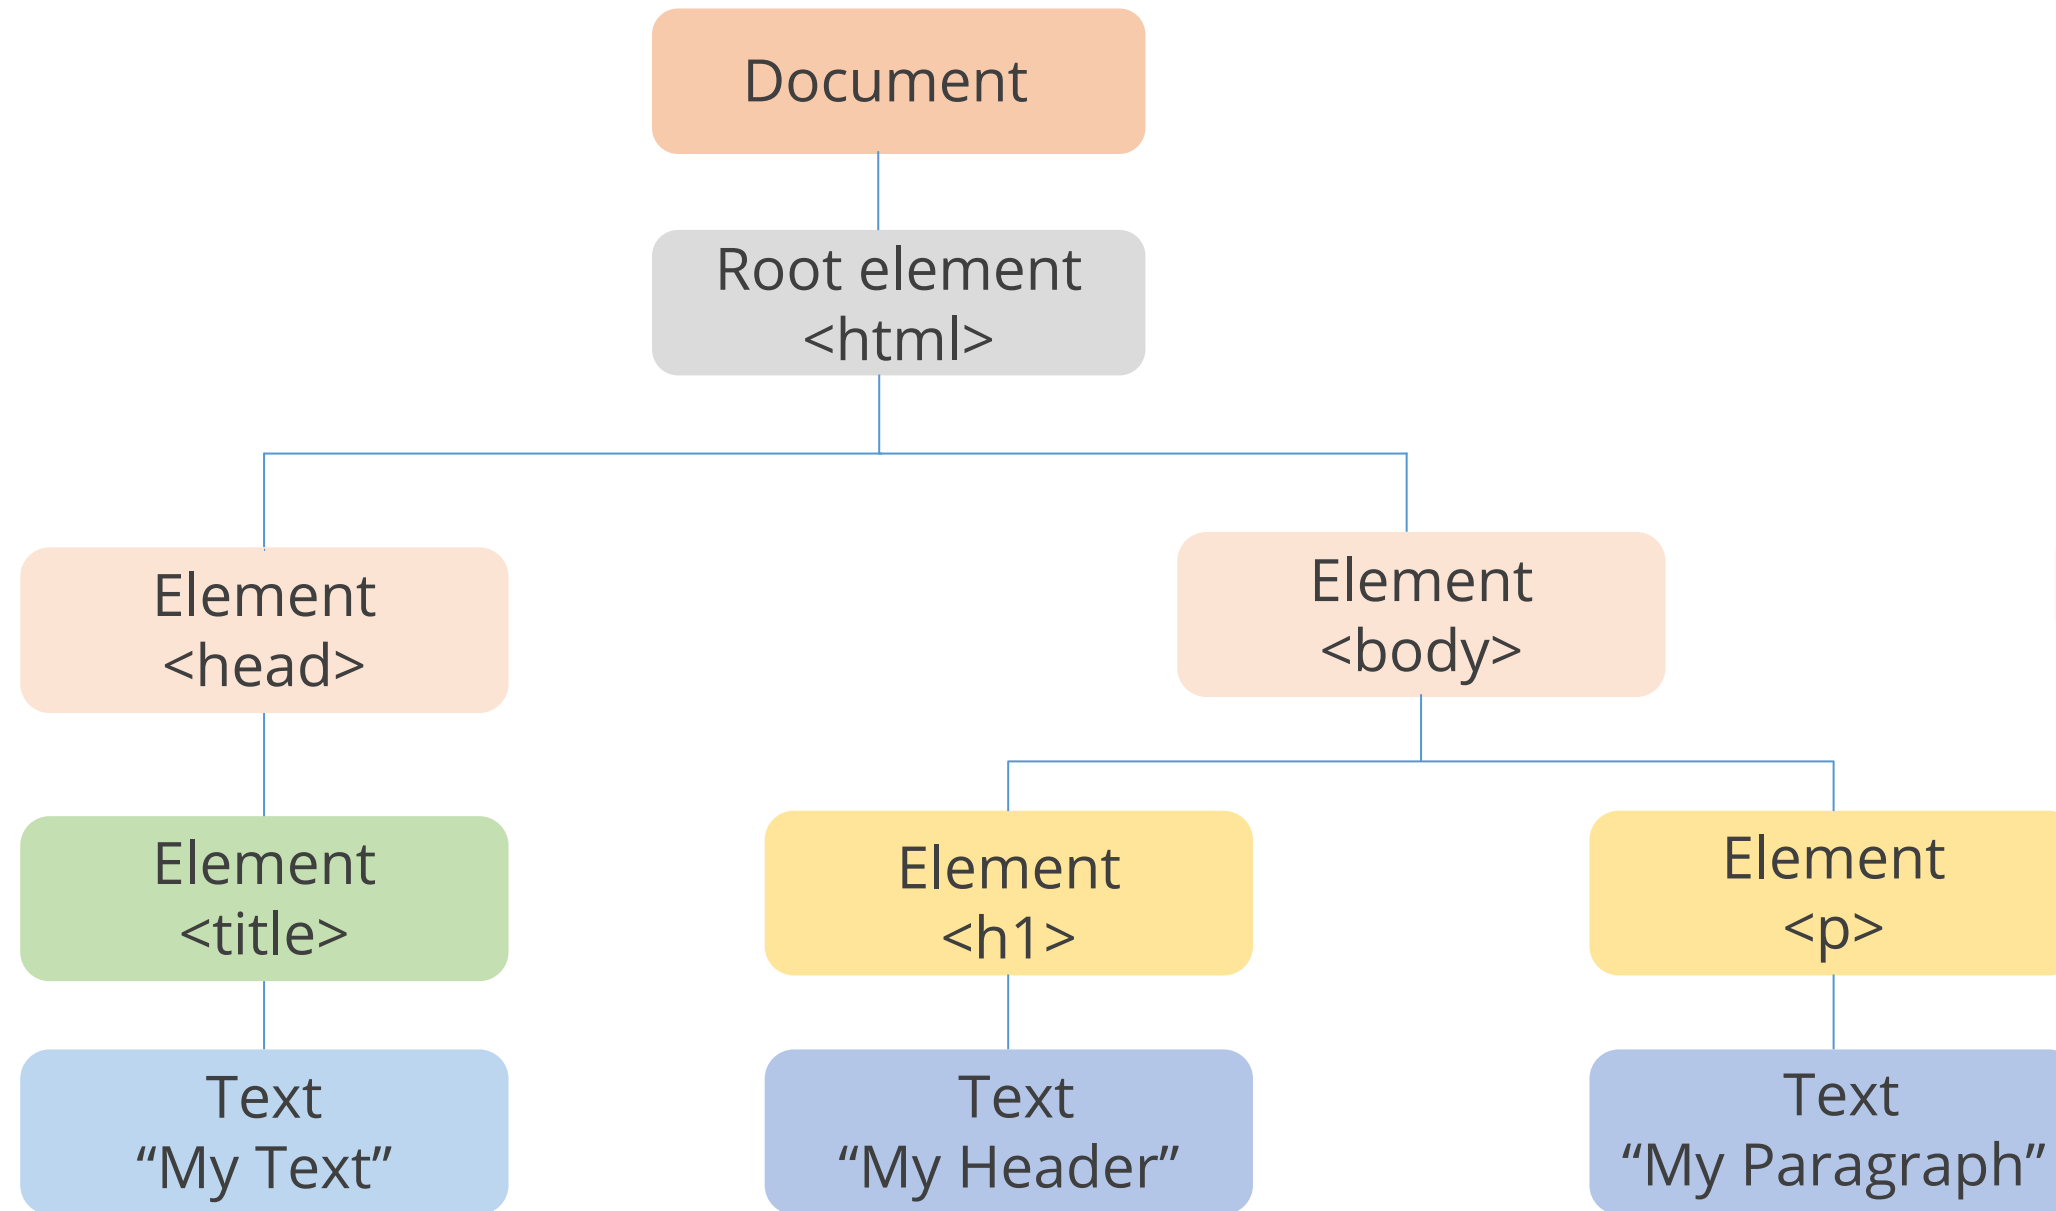 Document
Root element
<html>
Element
<head>
Element
<body>
Element
<title>
Element
<h1>
Element
<p>
Text
“My Text”
Text
“My Header”
Text
“My Paragraph”